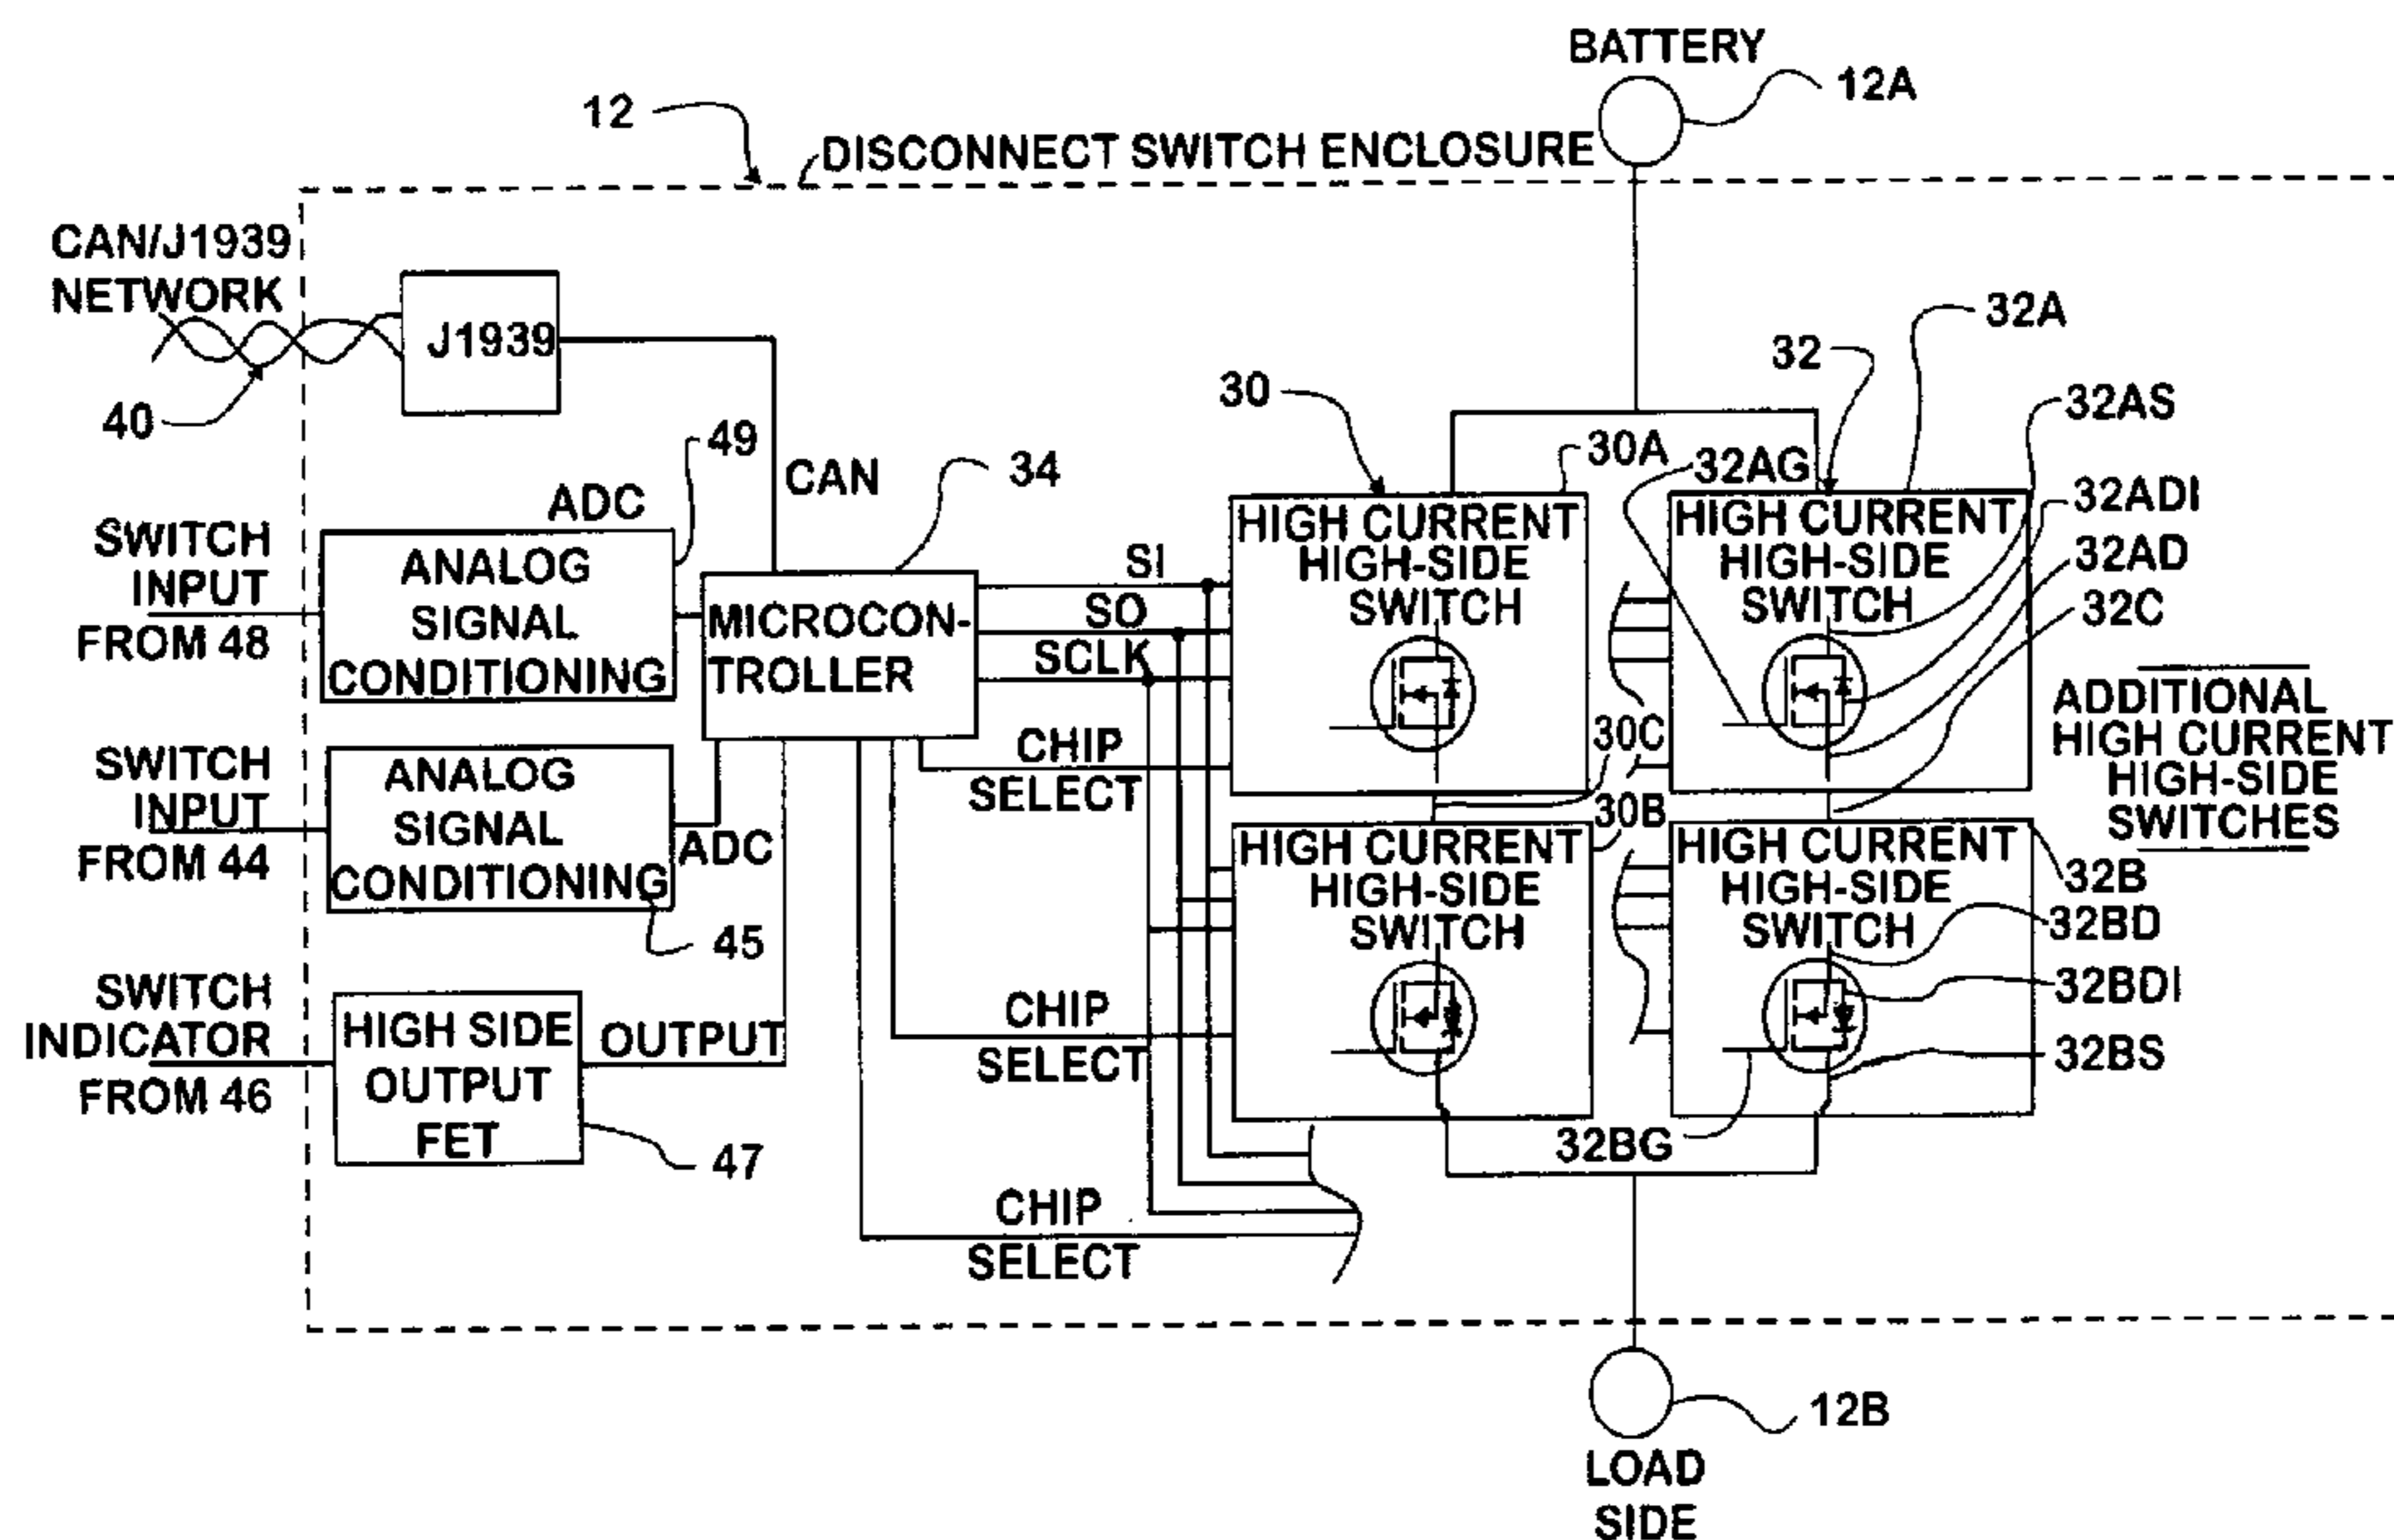 BATTERY
12A
12
DISCONNECT SWITCH ENCLOSURE
CAN/J1939
NETWORK
J1939
40
CAN
32A
32
30
32AS
30A
32AG
32ADI
32AD
32C
49
34
ADC
SWITCH
INPUT
FROM 48
ANALOG
SIGNAL
CONDITIONING
MICROCON-
TROLLER
SI
SO
SCLK
CHIP
SELECT
HIGH CURRENT
HIGH-SIDE
SWITCH
HIGH CURRENT
HIGH-SIDE
SWITCH
ADDITIONAL
HIGH CURRENT
HIGH-SIDE
SWITCHES
30C
30B
SWITCH
INPUT
FROM 44
ANALOG
SIGNAL
CONDITIONING
ADC
45
HIGH CURRENT
HIGH-SIDE
SWITCH
HIGH CURRENT
HIGH-SIDE
SWITCH
32B
32BD
32BDI
32BS
32BG
SWITCH
INDICATOR
FROM 46
HIGH SIDE
OUTPUT
FET
OUTPUT
47
CHIP
SELECT
CHIP
SELECT
12B
LOAD
SIDE